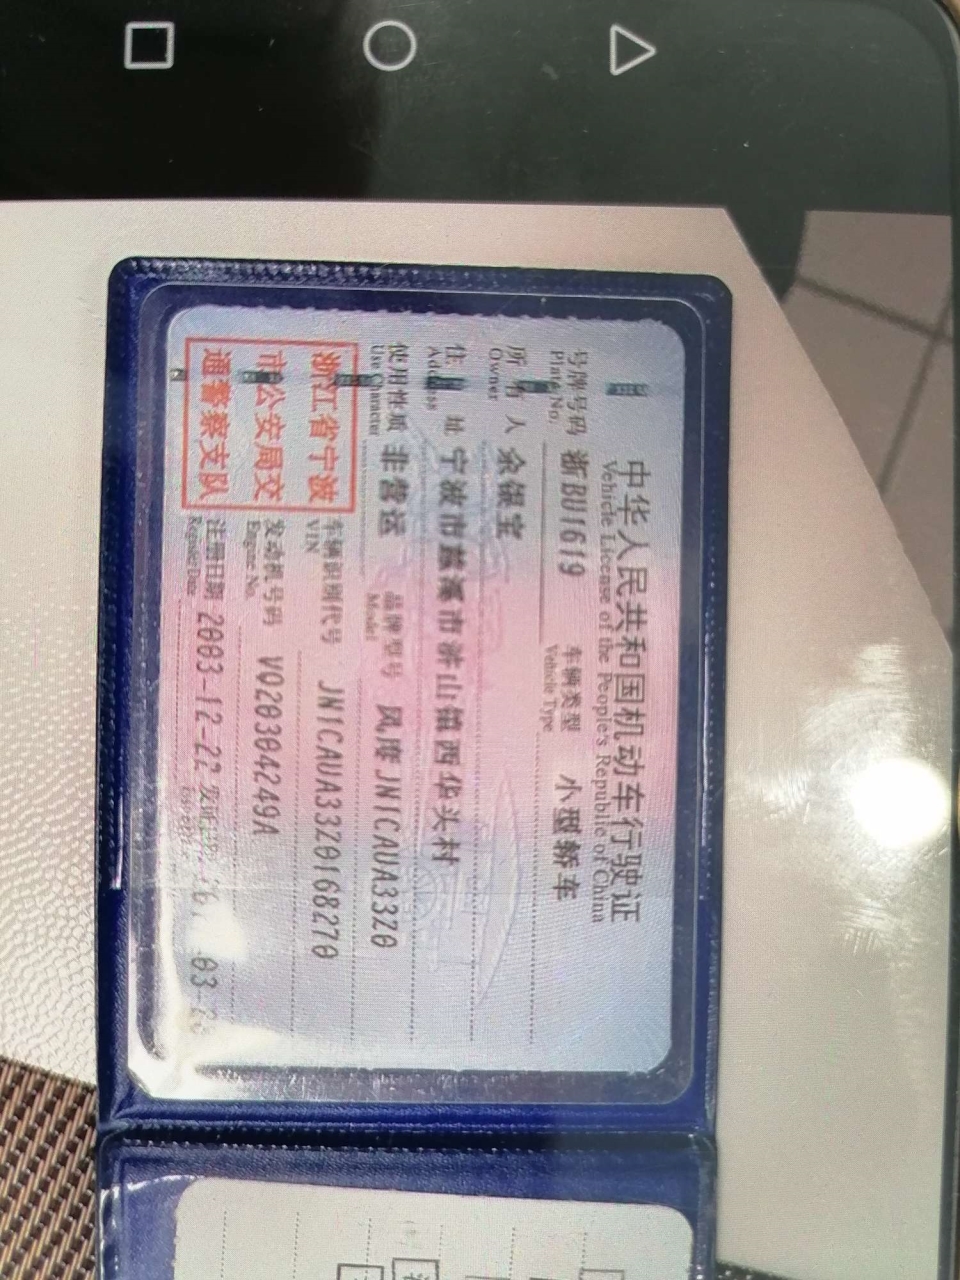 中华人民共和国机动车行驶证
Vehicle License of the People's Republic of China
号牌号码 浙BU1619 车辆类型 小型轿车
Plate No. Vehicle Type
所有人 余银宝
Owner
住址 宁波市慈溪市浒山镇西华头村
Address
使用性质 非营运 品牌型号 风度JN1CAUA33Z0
Use Character Model
浙江省宁波
市公安局交
通警察支队
车辆识别代号 JN1CAUA33Z0168270
VIN
发动机号码 VQ20304249A
Engine No.
注册日期 2003-12-22 发证日期
Register Date Issue Date